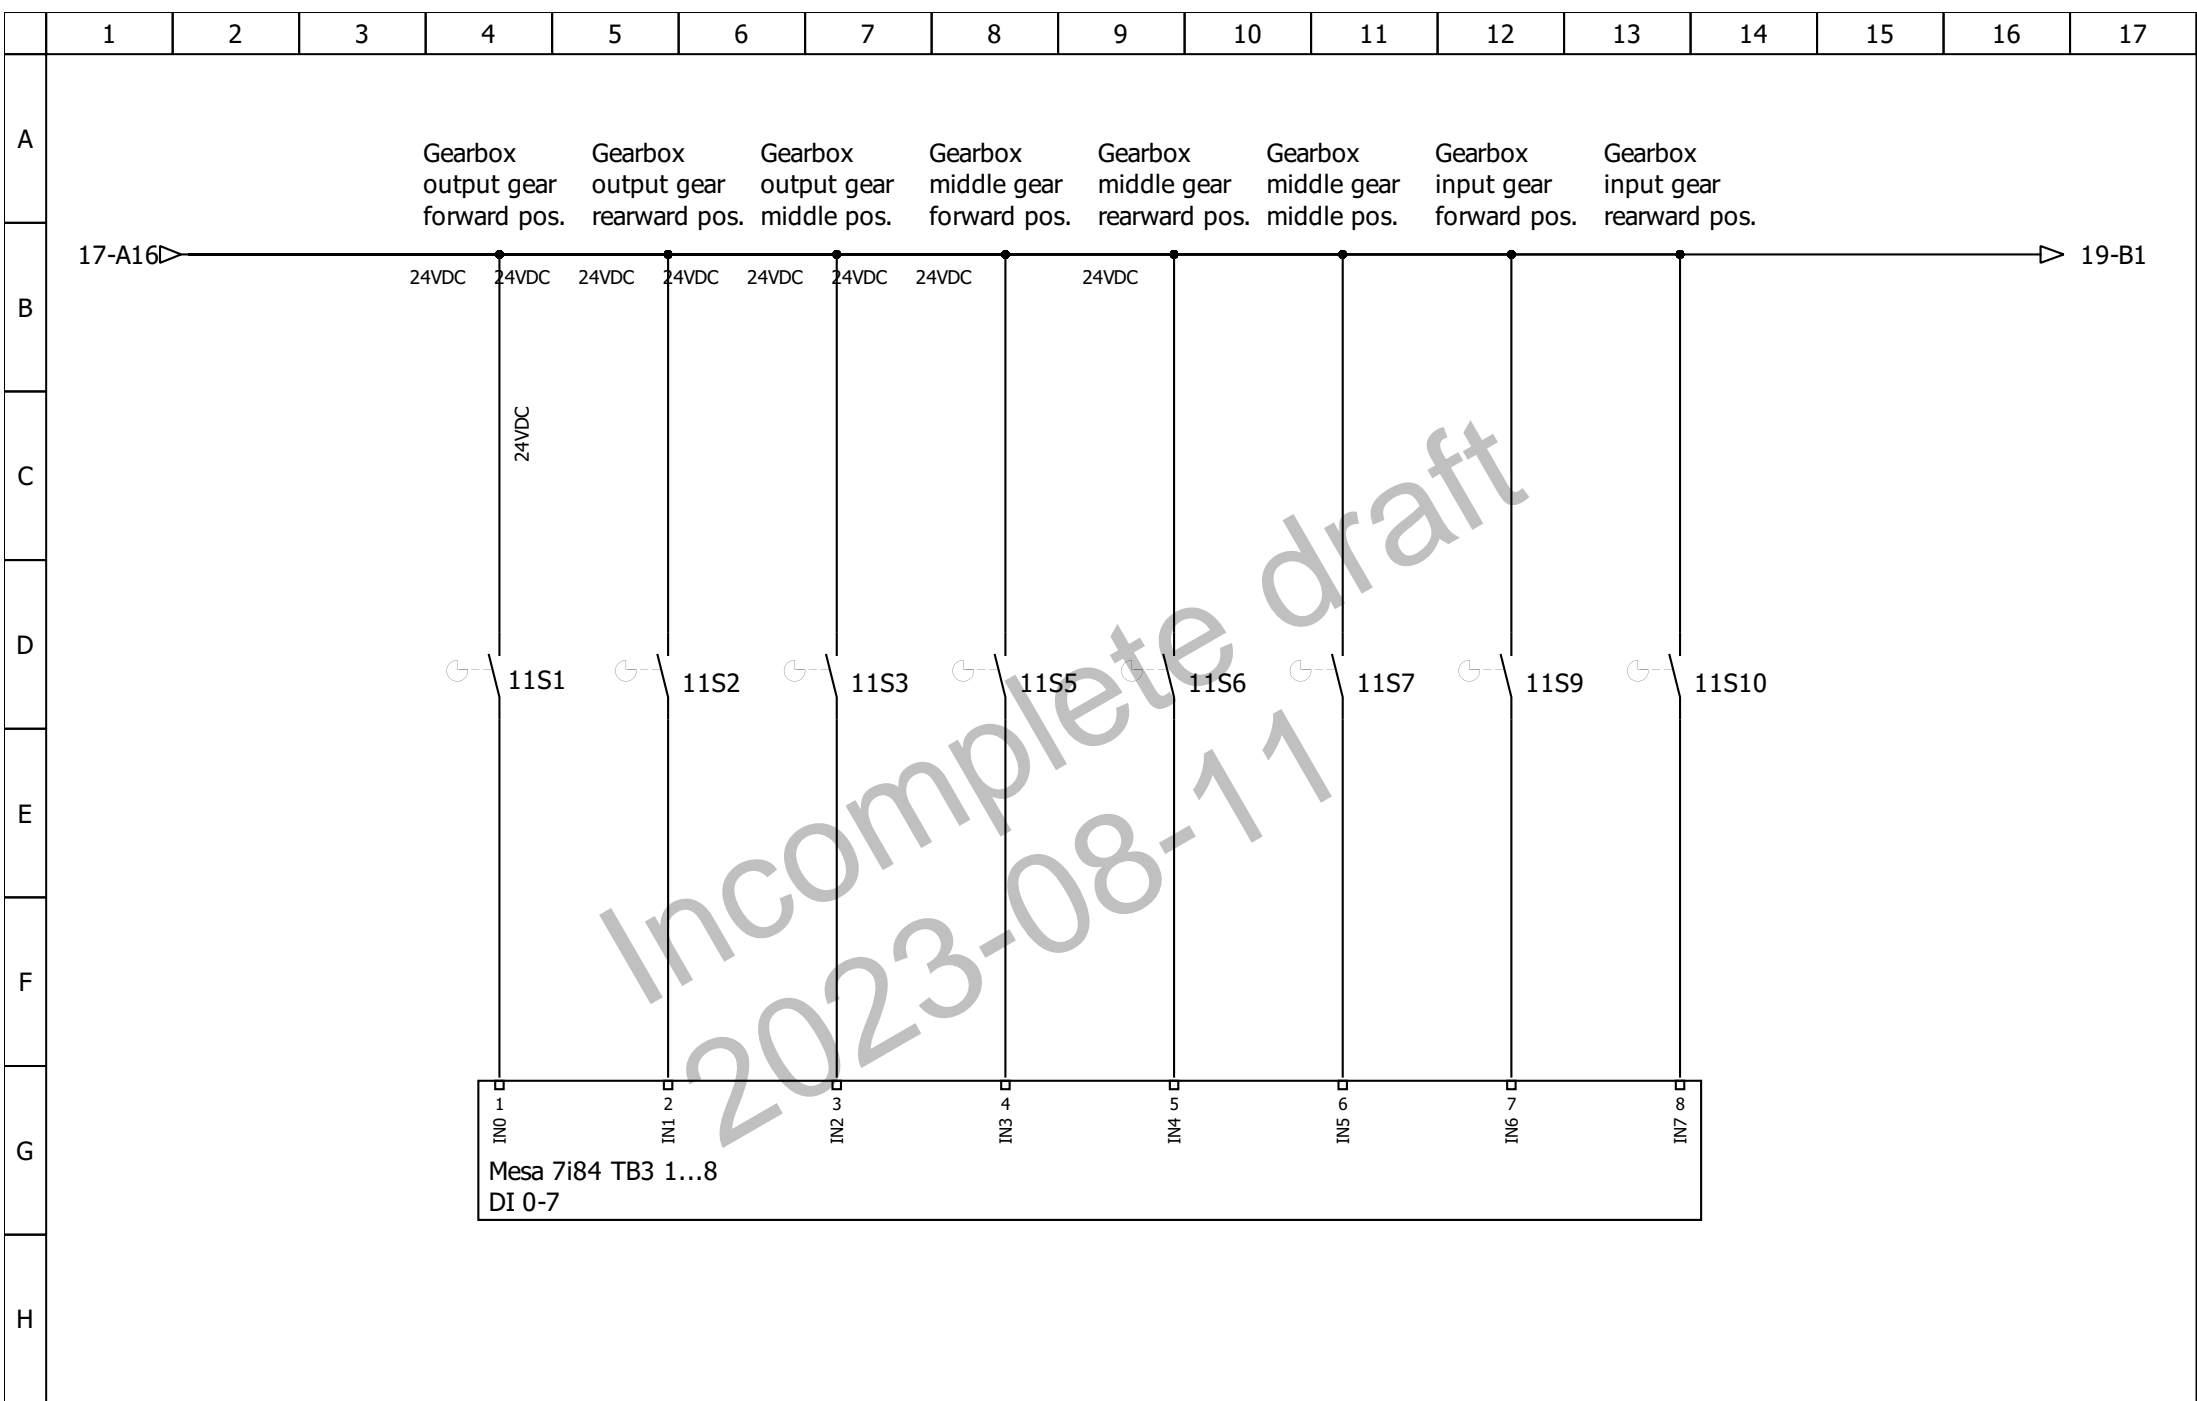 1 2 3 4 5 6 7 8 9 10 11 12 13 14 15 16 17
A
Gearbox Gearbox Gearbox Gearbox Gearbox Gearbox Gearbox Gearbox
output gear output gear output gear middle gear middle gear middle gear input gear input gear
forward pos. rearward pos. middle pos. forward pos. rearward pos. middle pos. forward pos. rearward pos.
17-A16 19-B1
24VDC 24VDC 24VDC 24VDC 24VDC 24VDC 24VDC 24VDC
B
24VDC
C
D
11S1 11S2 11S3 11S5 11S6 11S7 11S9 11S10
Incomplete draft
2023-08-11
E
F
1 2 3 4 5 6 7 8
IN0 IN1 IN2 IN3 IN4 IN5 IN6 IN7
G
Mesa 7i84 TB3 1...8
DI 0-7
H